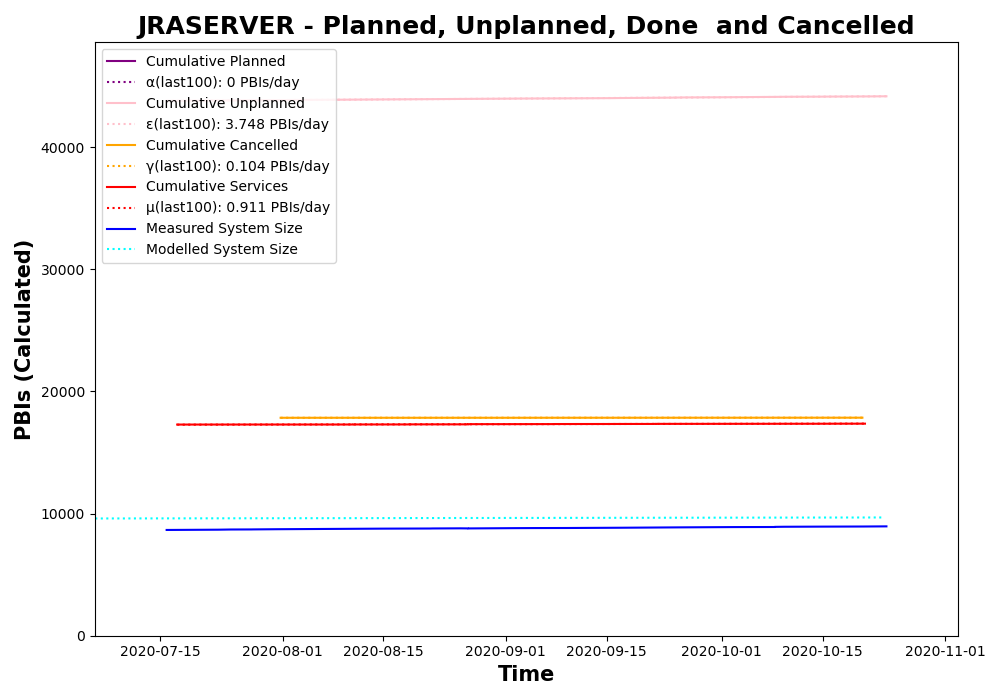 JRASERVER - Planned, Unplanned, Done  and Cancelled
Cumulative Planned
α(last100): 0 PBIs/day
Cumulative Unplanned
ε(last100): 3.748 PBIs/day
Cumulative Cancelled
γ(last100): 0.104 PBIs/day
Cumulative Services
μ(last100): 0.911 PBIs/day
Measured System Size
Modelled System Size
PBIs (Calculated)
40000
30000
20000
10000
0
2020-07-15 2020-08-01 2020-08-15 2020-09-01 2020-09-15 2020-10-01 2020-10-15 2020-11-01
Time